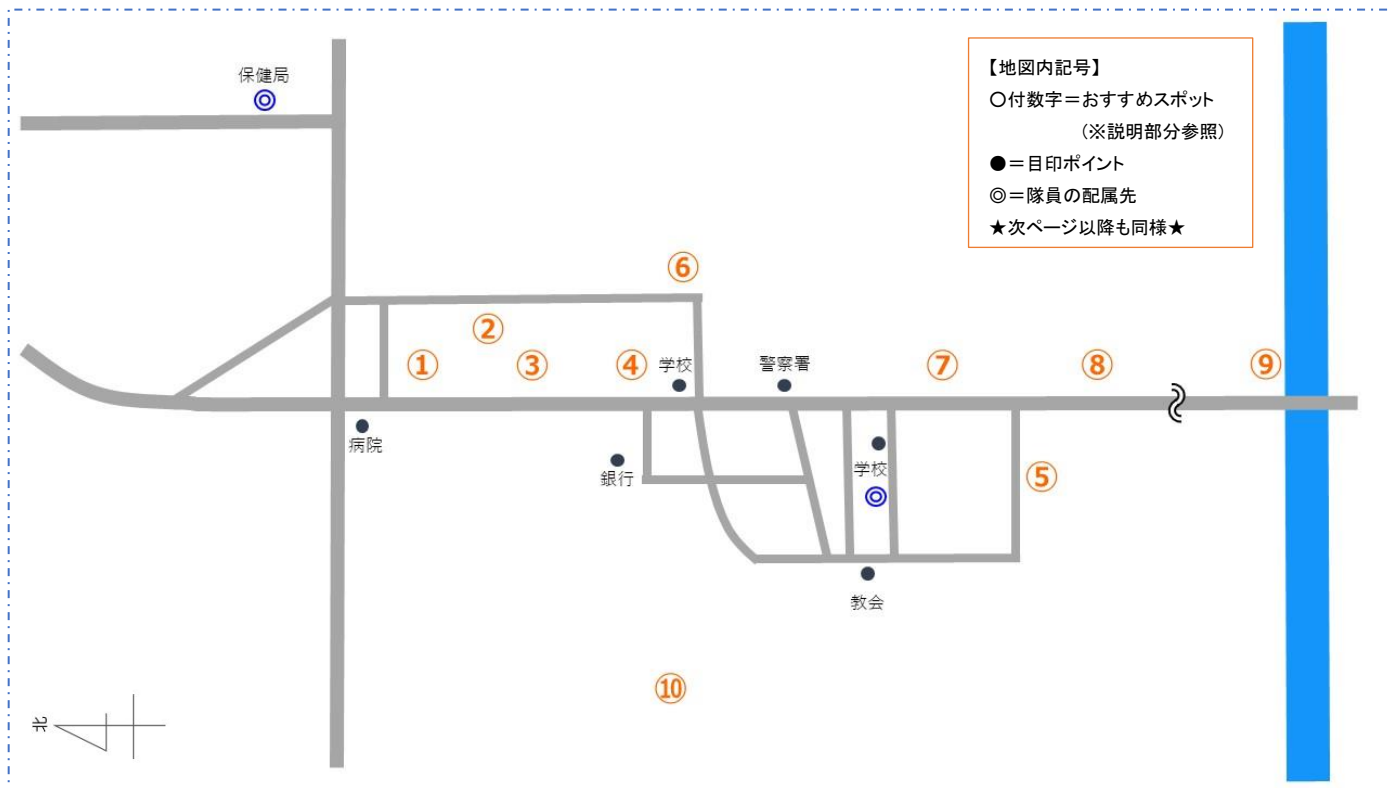 保健局
【地図内記号】
〇付数字＝おすすめスポット
（※説明部分参照）
●＝目印ポイント
◎＝隊員の配属先
★次ページ以降も同様★
⑥
②
①
③
④
学校
警察署
⑦
⑧
⑨
病院
銀行
学校
⑤
教会
⑩
北